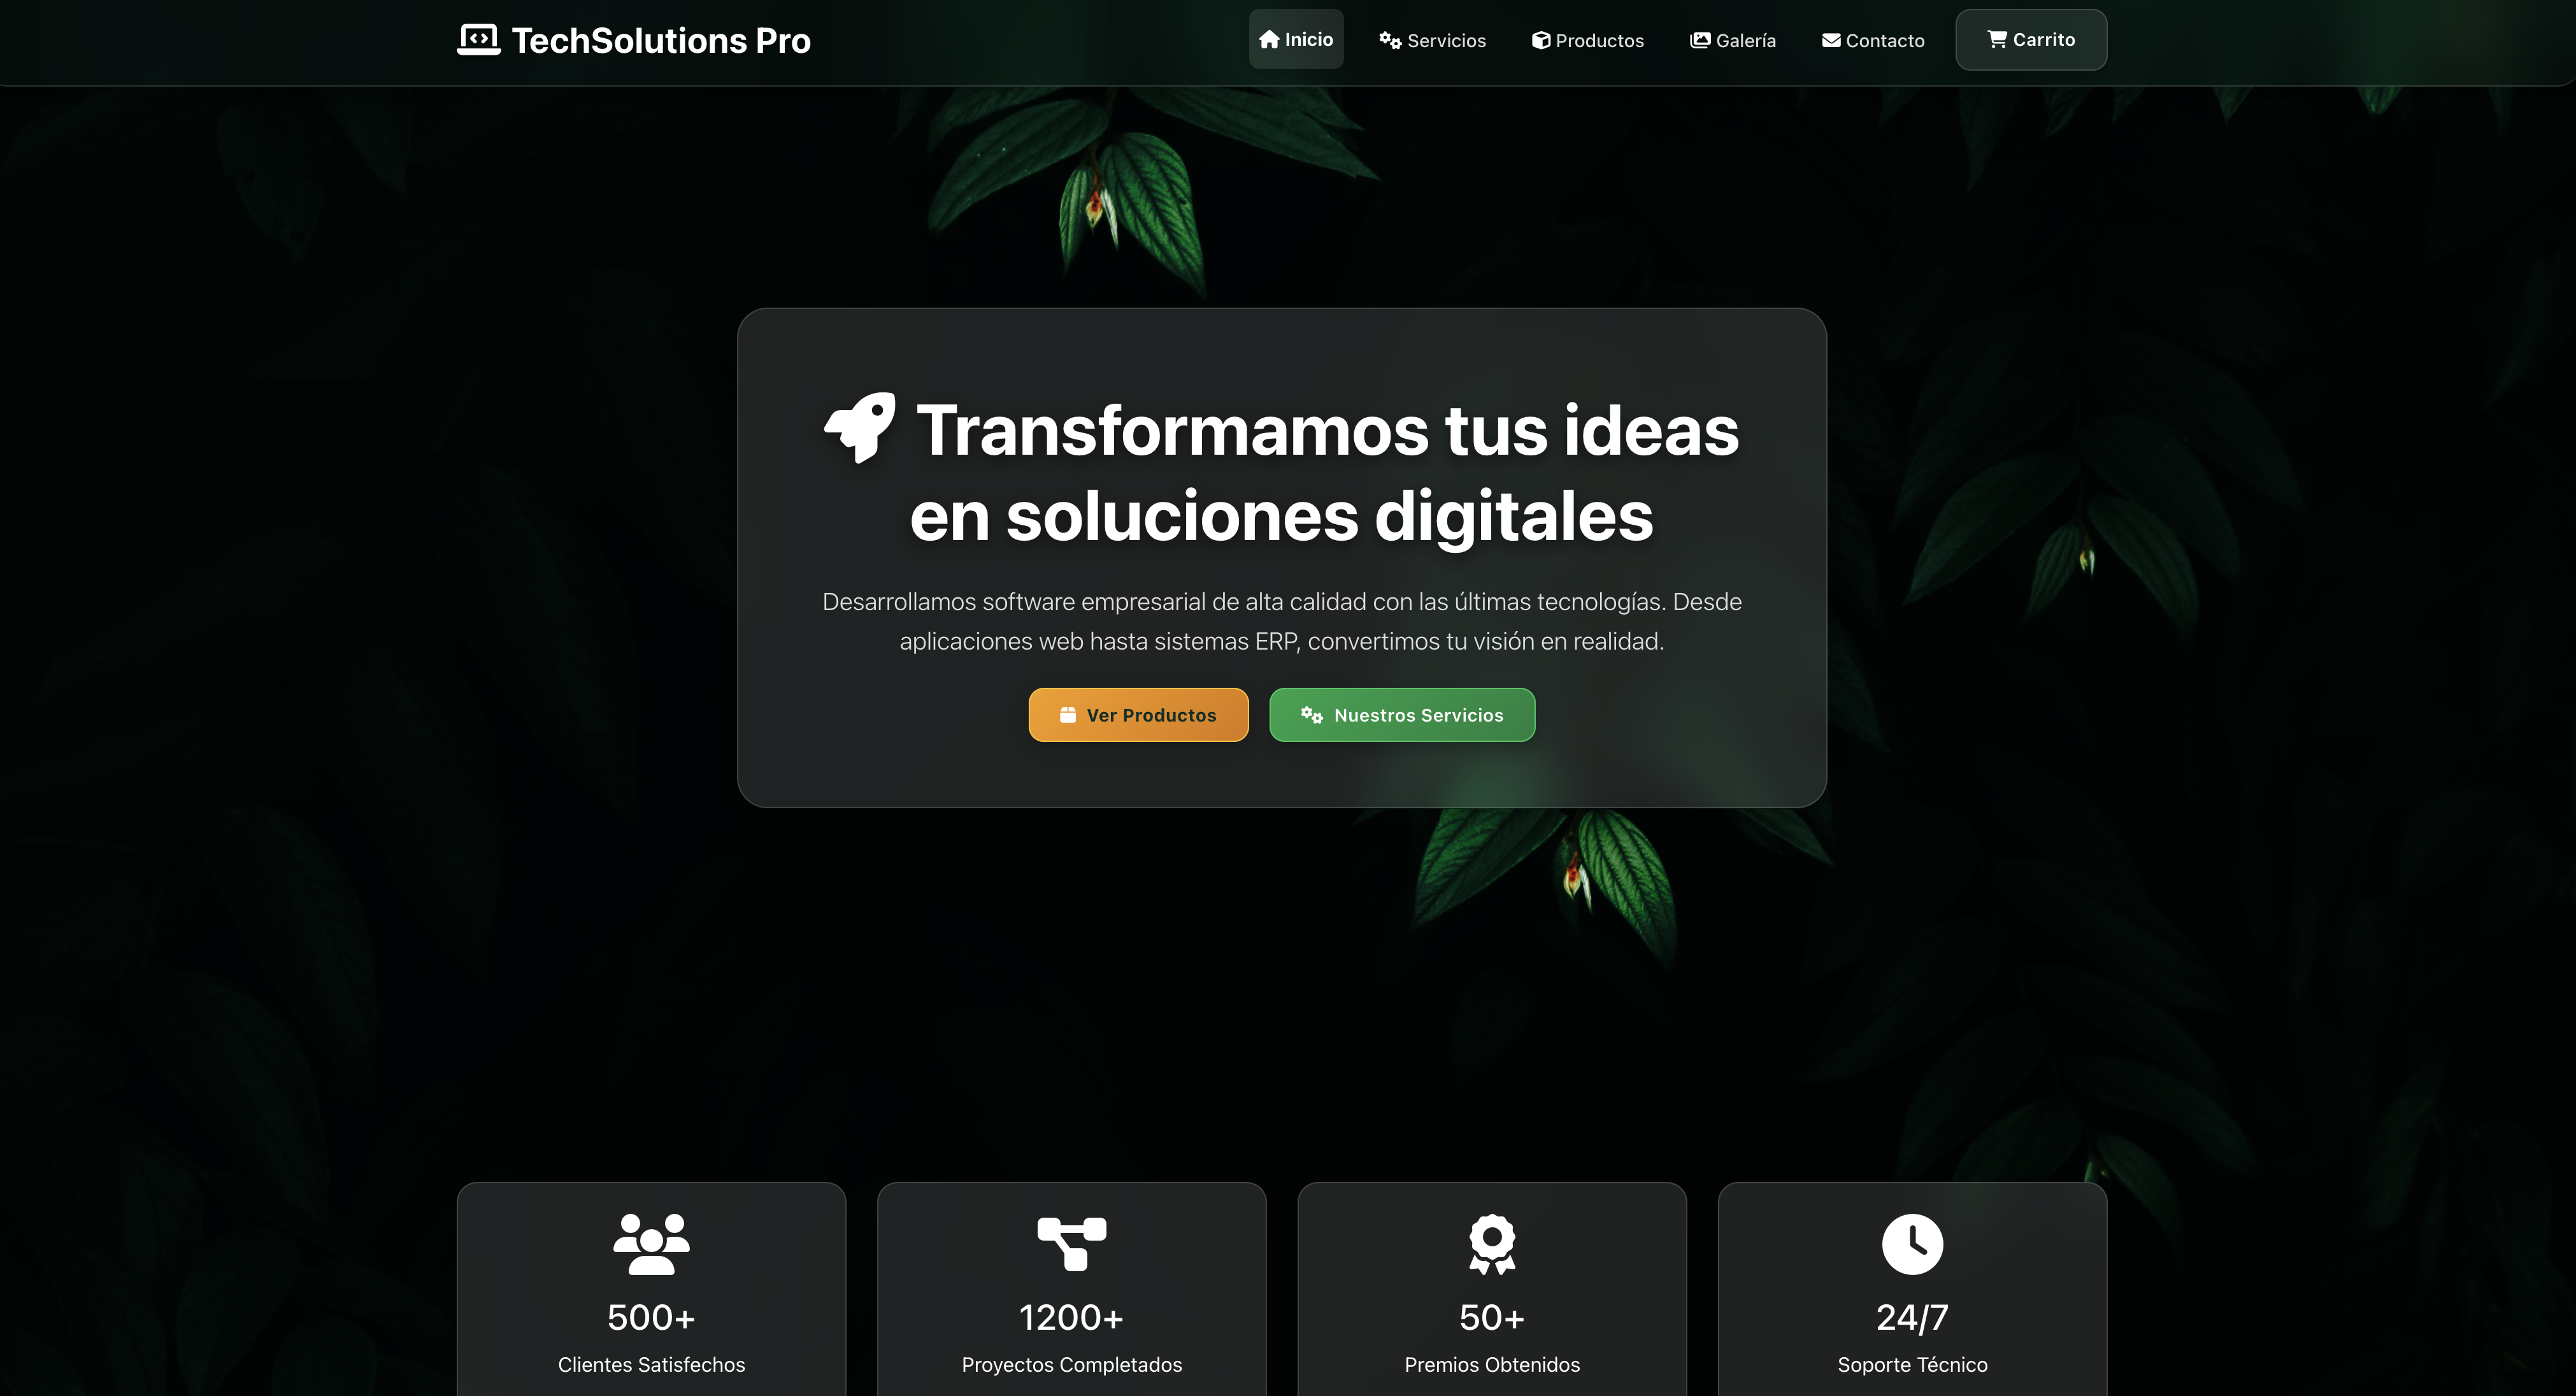 TechSolutions Pro
Inicio
Servicios
Productos
Galería
Contacto
Carrito
Transformamos tus ideas
en soluciones digitales
Desarrollamos software empresarial de alta calidad con las últimas tecnologías. Desde
aplicaciones web hasta sistemas ERP, convertimos tu visión en realidad.
Ver Productos
Nuestros Servicios
500+
Clientes Satisfechos
1200+
Proyectos Completados
50+
Premios Obtenidos
24/7
Soporte Técnico